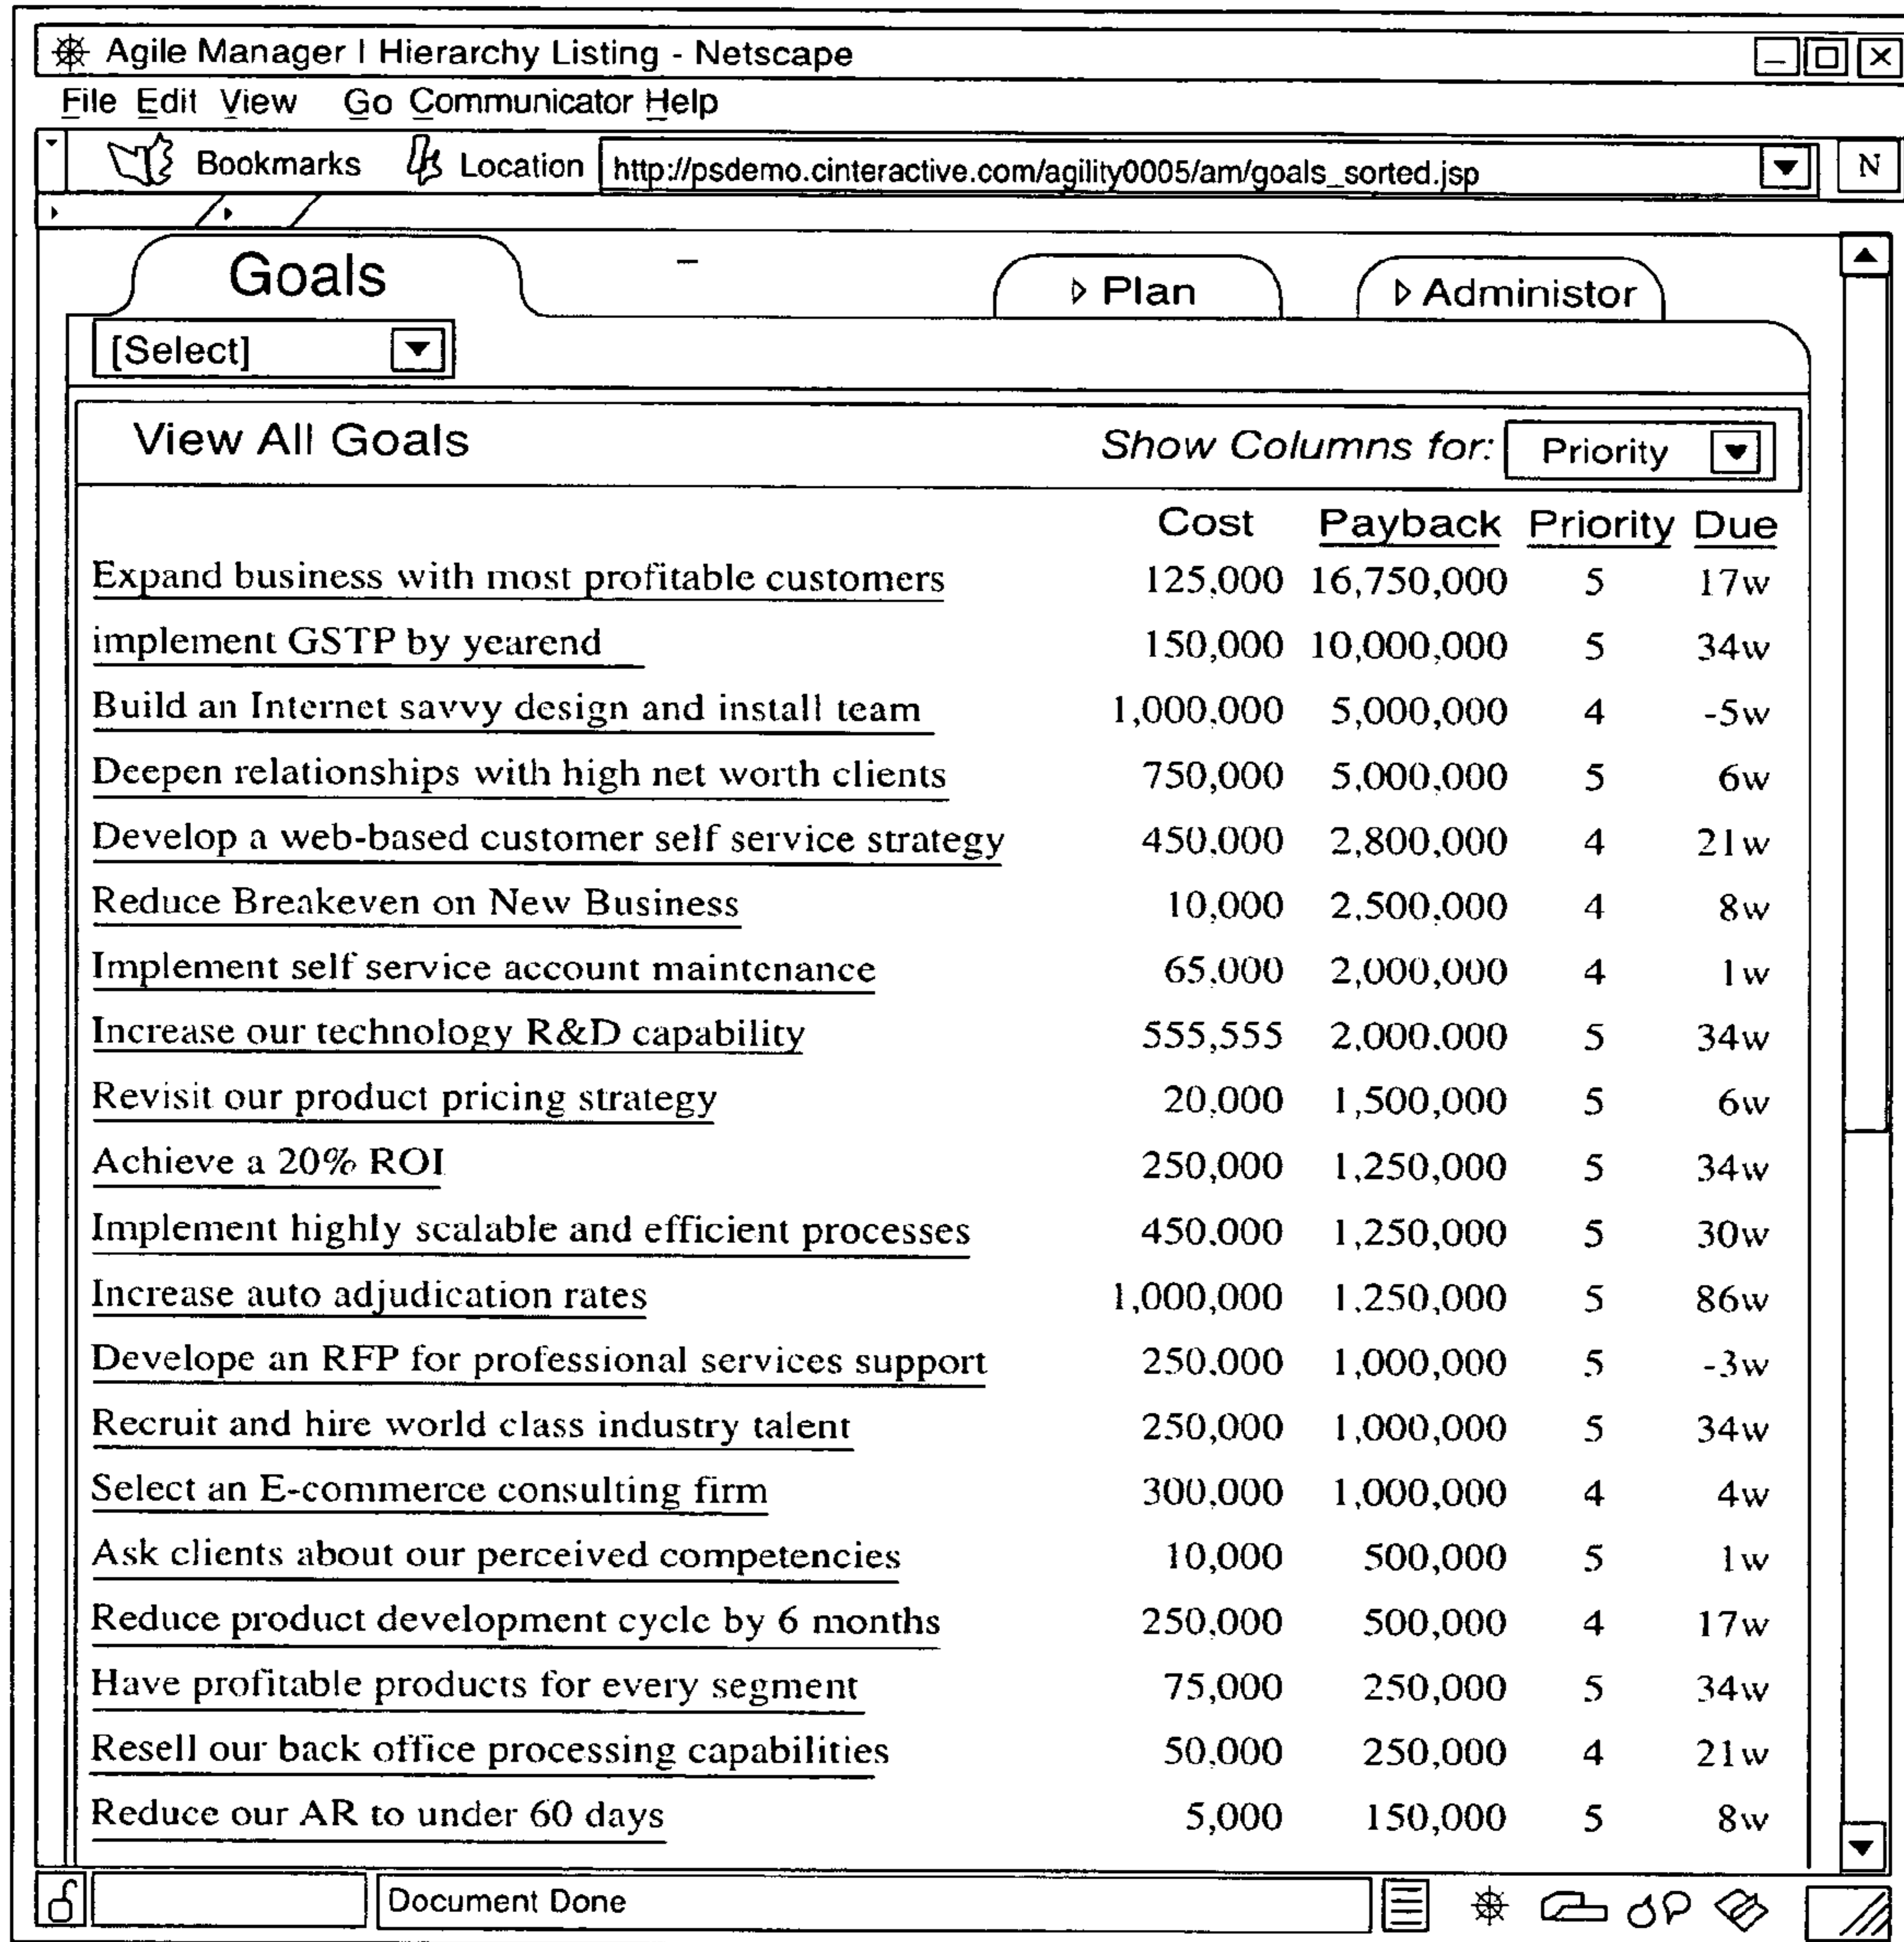 Agile Manager | Hierarchy Listing - Netscape
File Edit View Go Communicator Help
Bookmarks Location http://psdemo.cinteractive.com/agility0005/am/goals_sorted.jsp N
Goals Plan Administor
[Select]
View All Goals Show Columns for: Priority
Cost Payback Priority Due
Expand business with most profitable customers 125,000 16,750,000 5 17w
implement GSTP by yearend 150,000 10,000,000 5 34w
Build an Internet savvy design and install team 1,000,000 5,000,000 4 -5w
Deepen relationships with high net worth clients 750,000 5,000,000 5 6w
Develop a web-based customer self service strategy 450,000 2,800,000 4 21w
Reduce Breakeven on New Business 10,000 2,500,000 4 8w
Implement self service account maintenance 65,000 2,000,000 4 1w
Increase our technology R&D capability 555,555 2,000,000 5 34w
Revisit our product pricing strategy 20,000 1,500,000 5 6w
Achieve a 20% ROI 250,000 1,250,000 5 34w
Implement highly scalable and efficient processes 450,000 1,250,000 5 30w
Increase auto adjudication rates 1,000,000 1,250,000 5 86w
Develope an RFP for professional services support 250,000 1,000,000 5 -3w
Recruit and hire world class industry talent 250,000 1,000,000 5 34w
Select an E-commerce consulting firm 300,000 1,000,000 4 4w
Ask clients about our perceived competencies 10,000 500,000 5 1w
Reduce product development cycle by 6 months 250,000 500,000 4 17w
Have profitable products for every segment 75,000 250,000 5 34w
Resell our back office processing capabilities 50,000 250,000 4 21w
Reduce our AR to under 60 days 5,000 150,000 5 8w
Document Done